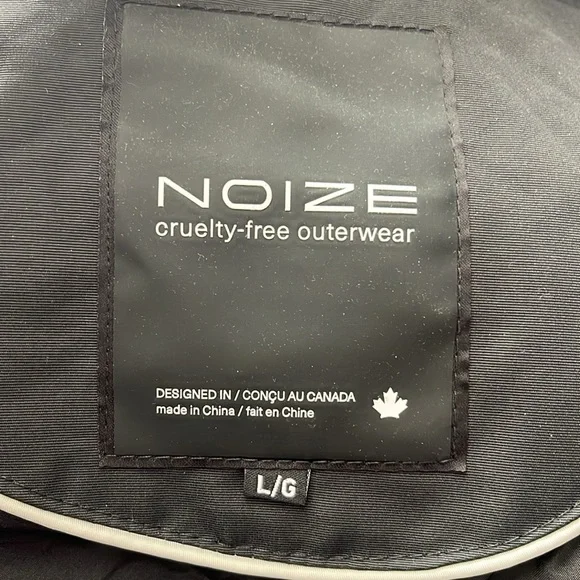 NOIZE
cruelty-free outerwear
DESIGNED IN / CONÇU AU CANADA
made in China / fait en Chine
L/G